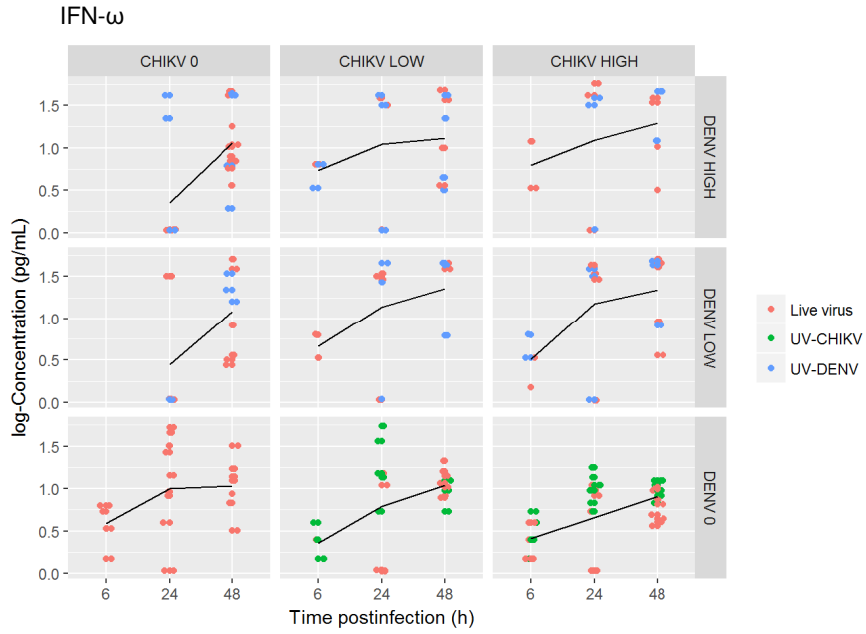 IFN-ω
CHIKV 0
CHIKV LOW
CHIKV HIGH
1.5
1.0
0.5
0.0
DENV HIGH
1.5
1.0
0.5
0.0
DENV LOW
1.5
1.0
0.5
0.0
DENV 0
6 24 48
6 24 48
6 24 48
log-Concentration (pg/mL)
Time postinfection (h)
Live virus
UV-CHIKV
UV-DENV